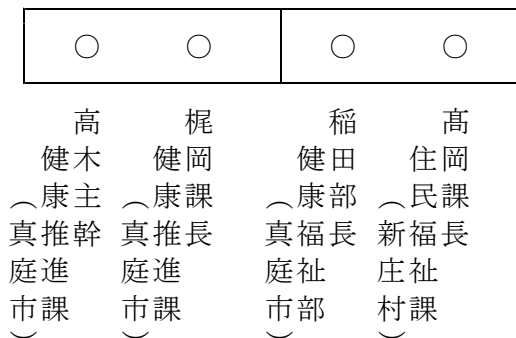 ○ ○ ○ ○
髙岡課長
住民福祉課
（新庄村）
稲田部長
健康福祉部
（真庭市）
梶岡課長
健康推進課
（真庭市）
高木主幹
健康推進課
（真庭市）